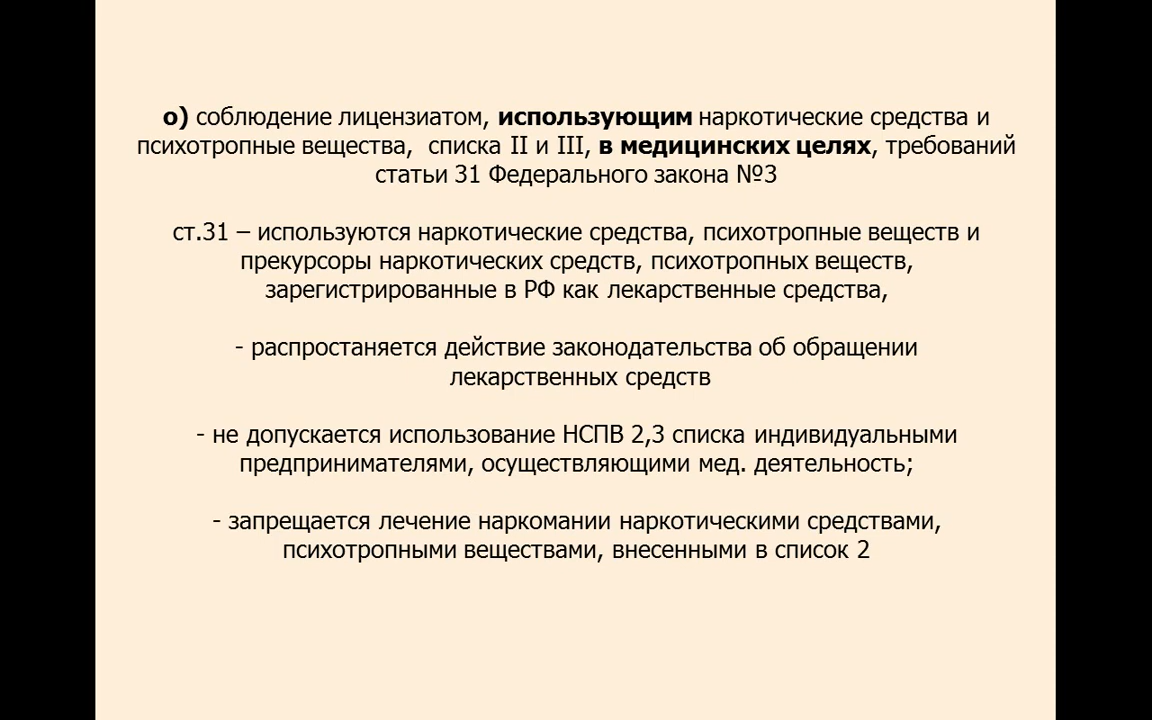 о) соблюдение лицензиатом, использующим наркотические средства и
психотропные вещества, списка II и III, в медицинских целях, требований
статьи 31 Федерального закона №3
ст.31 – используются наркотические средства, психотропные веществ и
прекурсоры наркотических средств, психотропных веществ,
зарегистрированные в РФ как лекарственные средства,
- распростаняется действие законодательства об обращении
лекарственных средств
- не допускается использование НСПВ 2,3 списка индивидуальными
предпринимателями, осуществляющими мед. деятельность;
- запрещается лечение наркомании наркотическими средствами,
психотропными веществами, внесенными в список 2